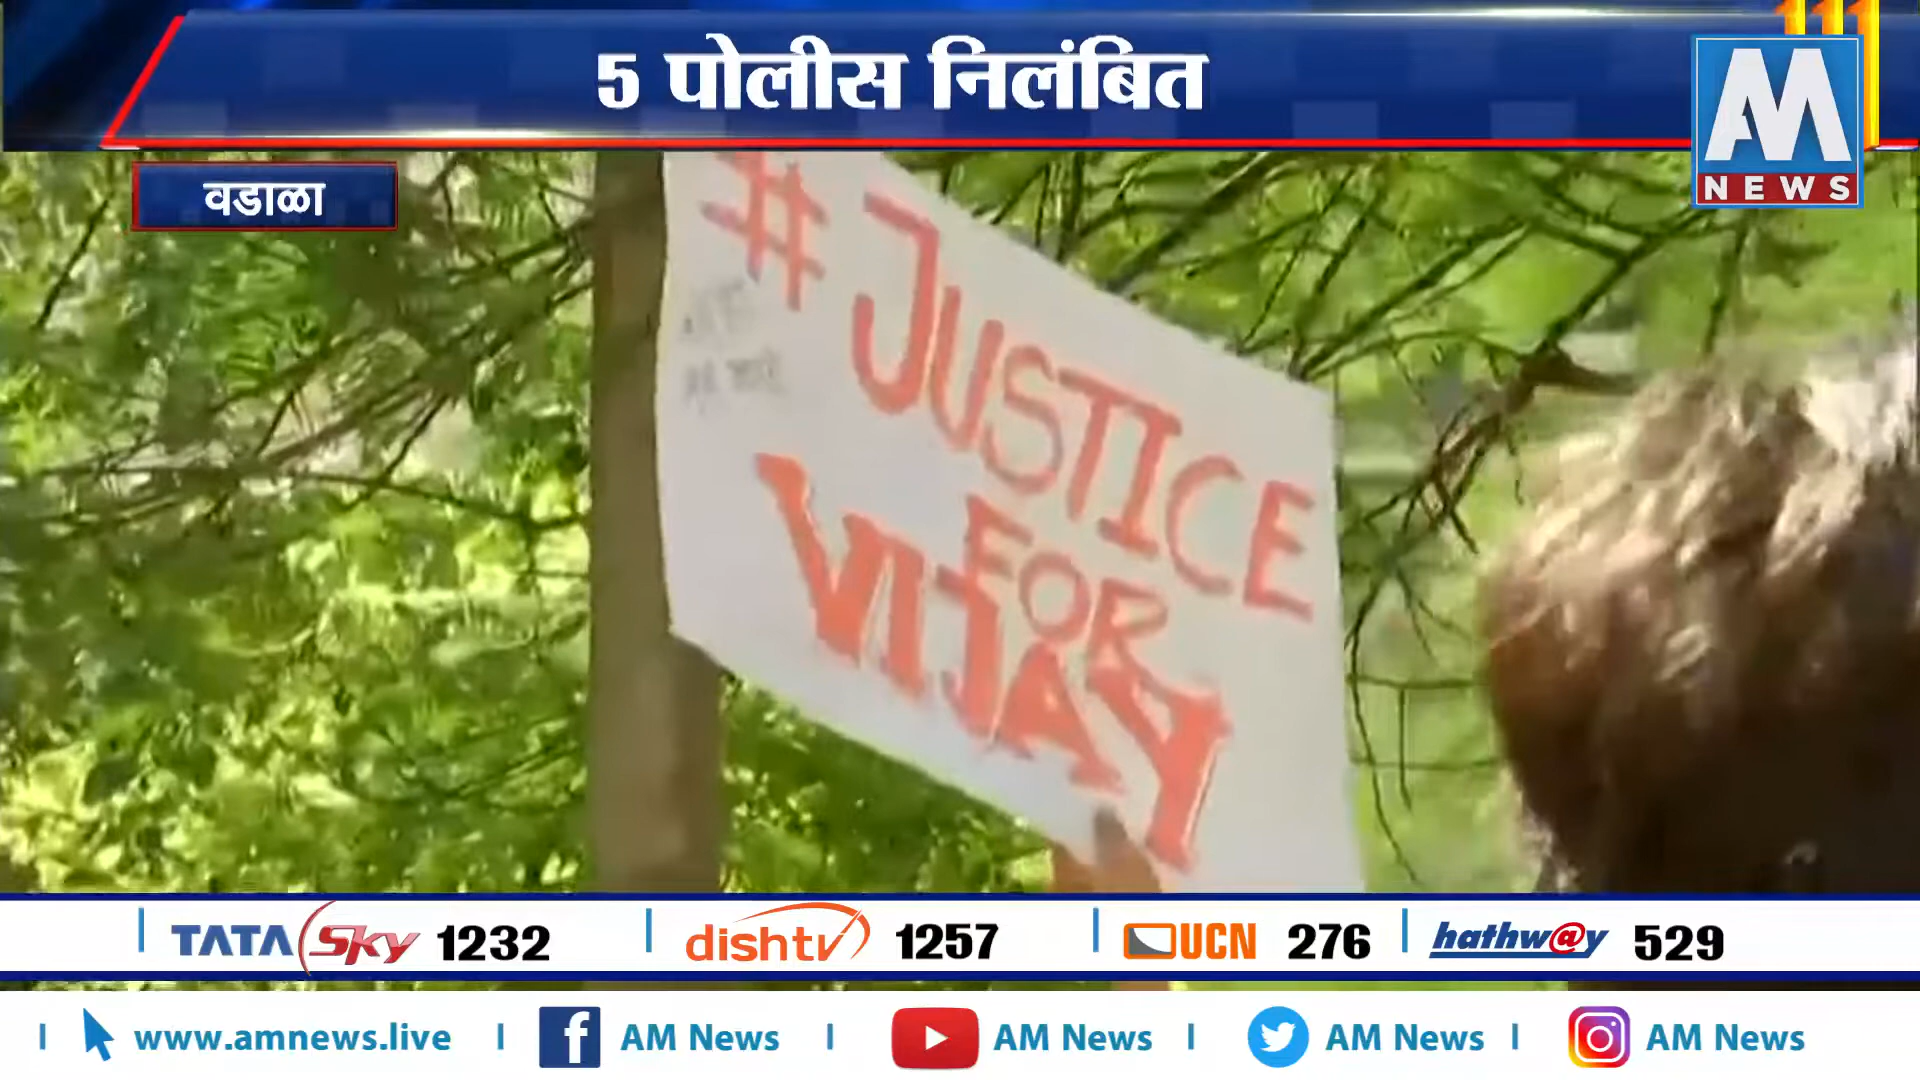 5 पोलीस निलंबित
111
AM
NEWS
वडाळा
#JUSTICE
FOR
VIJAY
TATA Sky 1232
dishtv 1257
UCN 276
hathw@y 529
www.amnews.live
f AM News
AM News
AM News
AM News